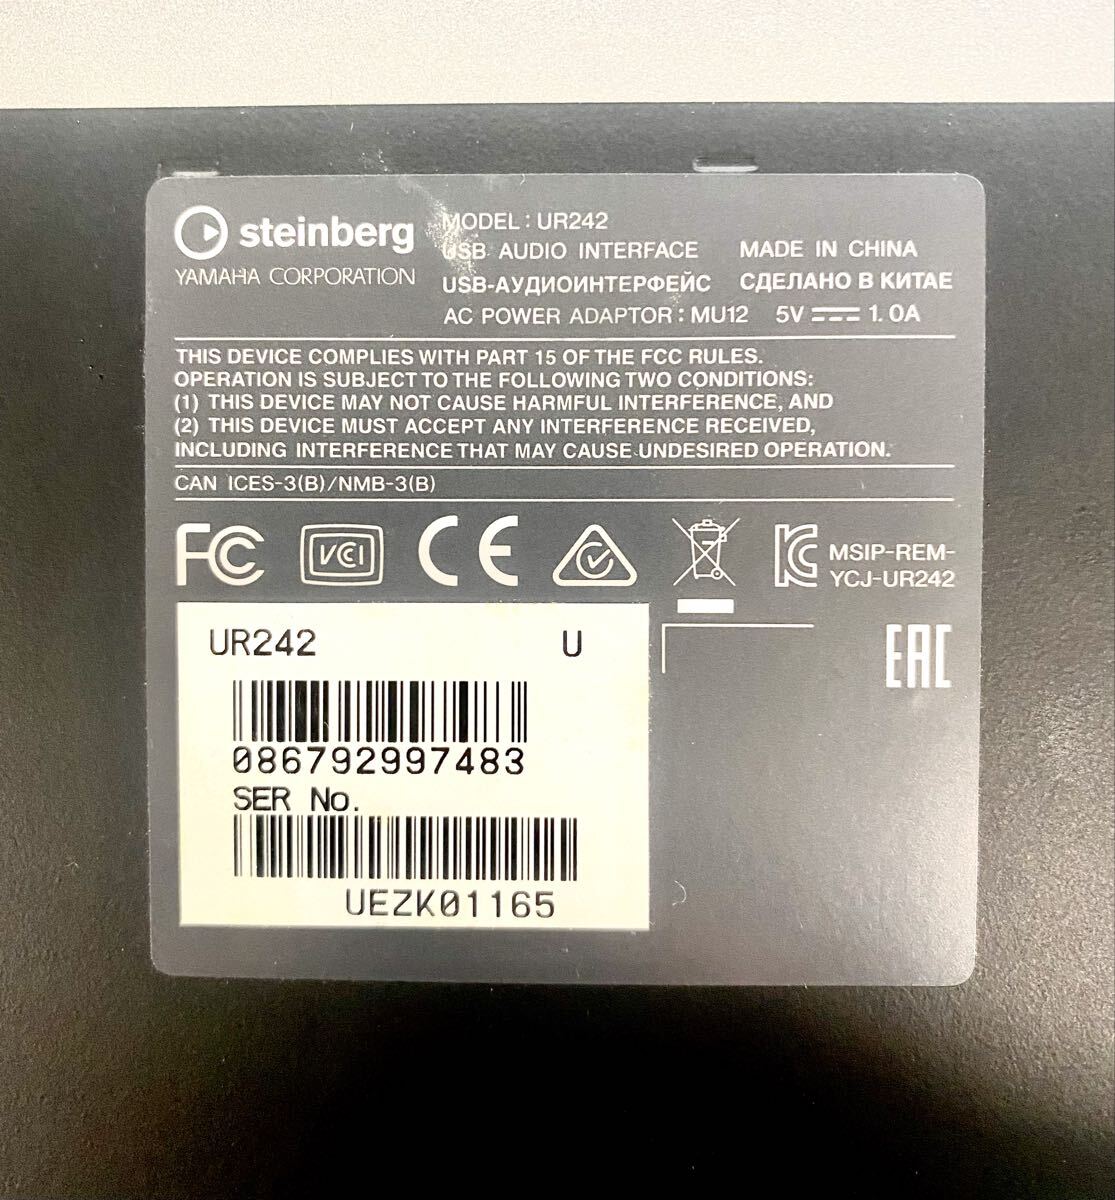 steinberg
YAMAHA CORPORATION
MODEL : UR242
USB AUDIO INTERFACE MADE IN CHINA
USB-АУДИОИНТЕРФЕЙС СДЕЛАНО В КИТАЕ
AC POWER ADAPTOR : MU12 5V 1.0A
THIS DEVICE COMPLIES WITH PART 15 OF THE FCC RULES.
OPERATION IS SUBJECT TO THE FOLLOWING TWO CONDITIONS:
(1) THIS DEVICE MAY NOT CAUSE HARMFUL INTERFERENCE, AND
(2) THIS DEVICE MUST ACCEPT ANY INTERFERENCE RECEIVED,
INCLUDING INTERFERENCE THAT MAY CAUSE UNDESIRED OPERATION.
CAN ICES-3(B)/NMB-3(B)
FC VCI CE MSIP-REM-
YCJ-UR242
EAC
UR242 U
086792997483
SER No.
UEZK01165